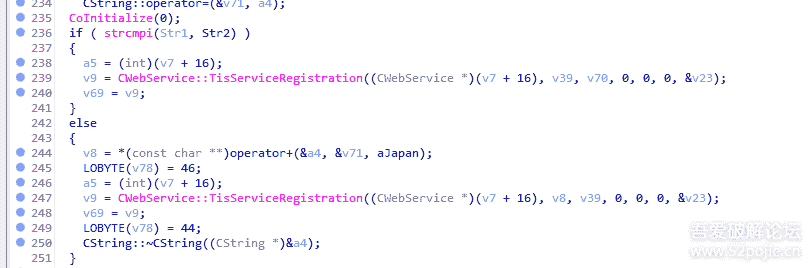 234 CString::operator=(&v71, a4);
235 CoInitialize(0);
236 if ( strcmpi(Str1, Str2) )
237 {
238 a5 = (int)(v7 + 16);
239 v9 = CWebService::TisServiceRegistration((CWebService *)(v7 + 16), v39, v70, 0, 0, 0, &v23);
240 v69 = v9;
241 }
242 else
243 {
244 v8 = *(const char **)operator+(&a4, &v71, aJapan);
245 LOBYTE(v78) = 46;
246 a5 = (int)(v7 + 16);
247 v9 = CWebService::TisServiceRegistration((CWebService *)(v7 + 16), v8, v39, 0, 0, 0, &v23);
248 v69 = v9;
249 LOBYTE(v78) = 44;
250 CString::~CString((CString *)&a4);
251 }
吾爱破解论坛
www.52pojie.cn